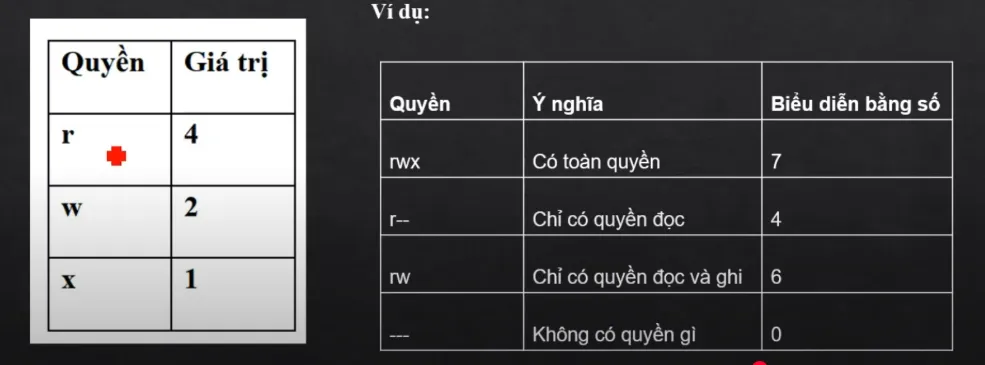 Ví dụ:
Quyền Giá trị
r 4
w 2
x 1
Quyền Ý nghĩa Biểu diễn bằng số
rwx Có toàn quyền 7
r-- Chỉ có quyền đọc 4
rw Chỉ có quyền đọc và ghi 6
--- Không có quyền gì 0